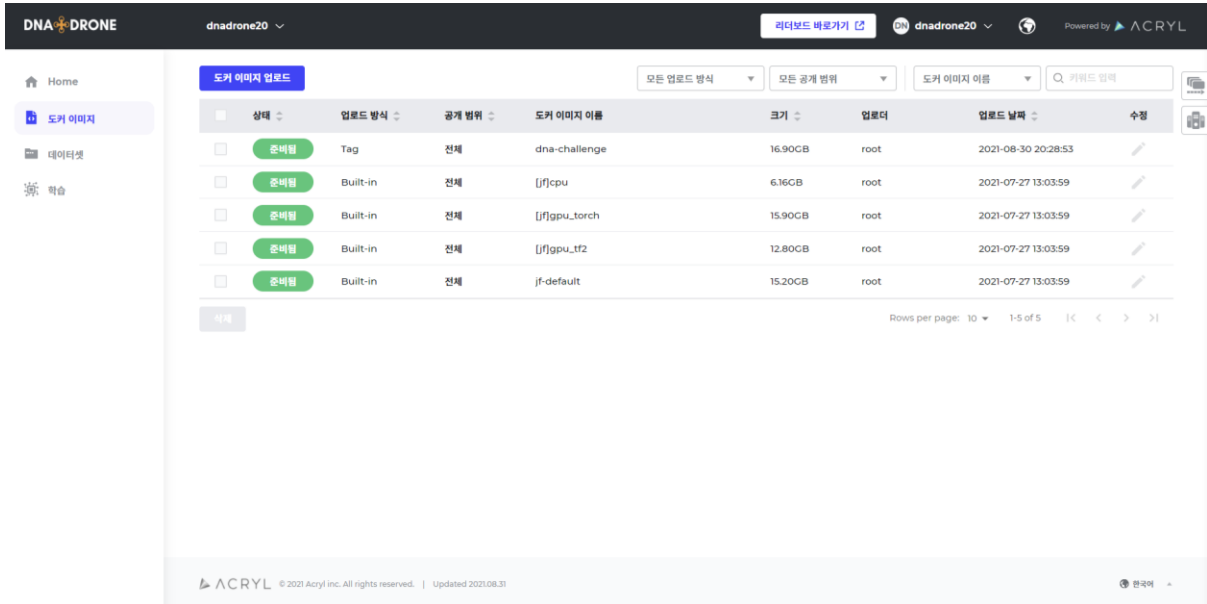 DNA DRONE dnadrone20 리더보드 바로가기 DN dnadrone20 Powered by ACRYL
Home
도커 이미지
데이터셋
학습
도커 이미지 업로드 모든 업로드 방식 모든 공개 범위 도커 이미지 이름 키워드 입력
상태 업로드 방식 공개 범위 도커 이미지 이름 크기 업로더 업로드 날짜 수정
준비됨 Tag 전체 dna-challenge 16.90GB root 2021-08-30 20:28:53
준비됨 Built-in 전체 [jf]cpu 6.16GB root 2021-07-27 13:03:59
준비됨 Built-in 전체 [jf]gpu_torch 15.90GB root 2021-07-27 13:03:59
준비됨 Built-in 전체 [jf]gpu_tf2 12.80GB root 2021-07-27 13:03:59
준비됨 Built-in 전체 jf-default 15.20GB root 2021-07-27 13:03:59
삭제 Rows per page: 10 1-5 of 5
ACRYL © 2021 Acryl inc. All rights reserved. | Updated 2021.08.31 한국어